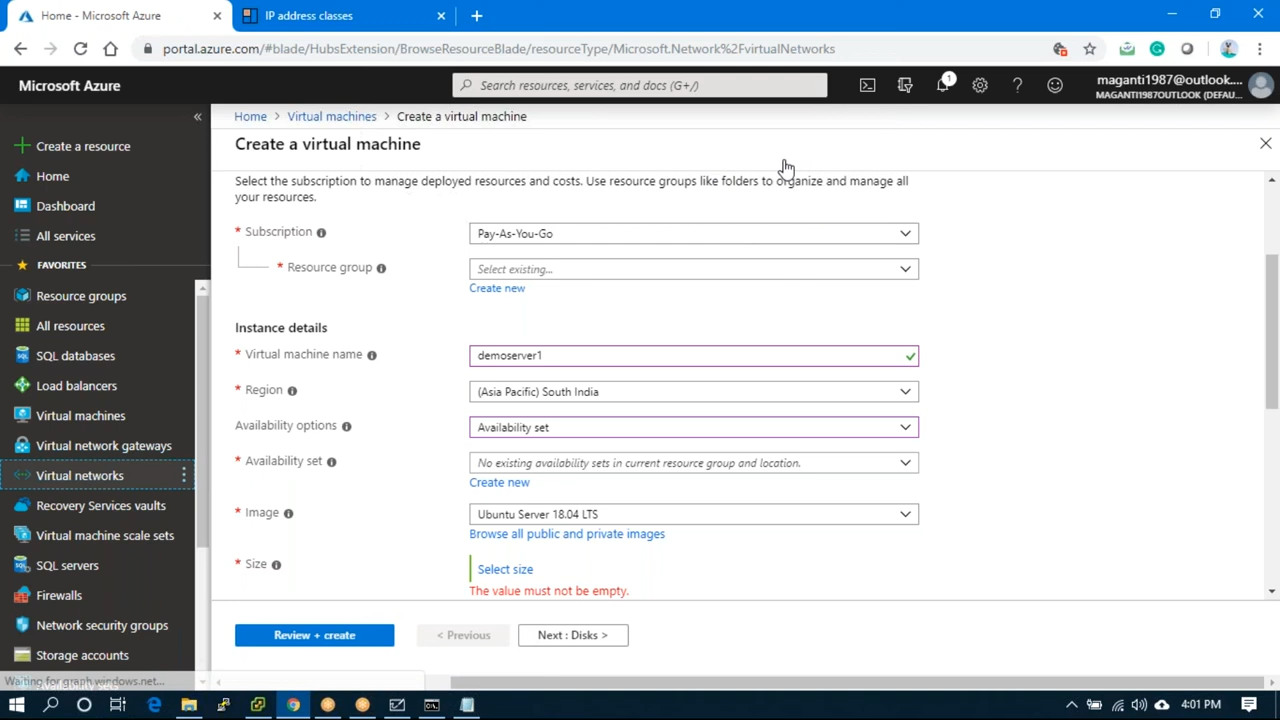 Home - Microsoft Azure
IP address classes
portal.azure.com/#blade/HubsExtension/BrowseResourceBlade/resourceType/Microsoft.Network%2FvirtualNetworks
Microsoft Azure
Search resources, services, and docs (G+/)
1
maganti1987@outlook....
MAGANTI1987OUTLOOK (DEFAU...
Create a resource
Home
Dashboard
All services
FAVORITES
Resource groups
All resources
SQL databases
Load balancers
Virtual machines
Virtual network gateways
Virtual networks
Recovery Services vaults
Virtual machine scale sets
SQL servers
Firewalls
Network security groups
Storage accounts
Waiting for graph.windows.net...
Home > Virtual machines > Create a virtual machine
Create a virtual machine
Select the subscription to manage deployed resources and costs. Use resource groups like folders to organize and manage all
your resources.
* Subscription
Pay-As-You-Go
* Resource group
Select existing...
Create new
Instance details
* Virtual machine name
demoserver1
* Region
(Asia Pacific) South India
Availability options
Availability set
* Availability set
No existing availability sets in current resource group and location.
Create new
* Image
Ubuntu Server 18.04 LTS
Browse all public and private images
* Size
Select size
The value must not be empty.
Review + create
< Previous
Next : Disks >
4:01 PM